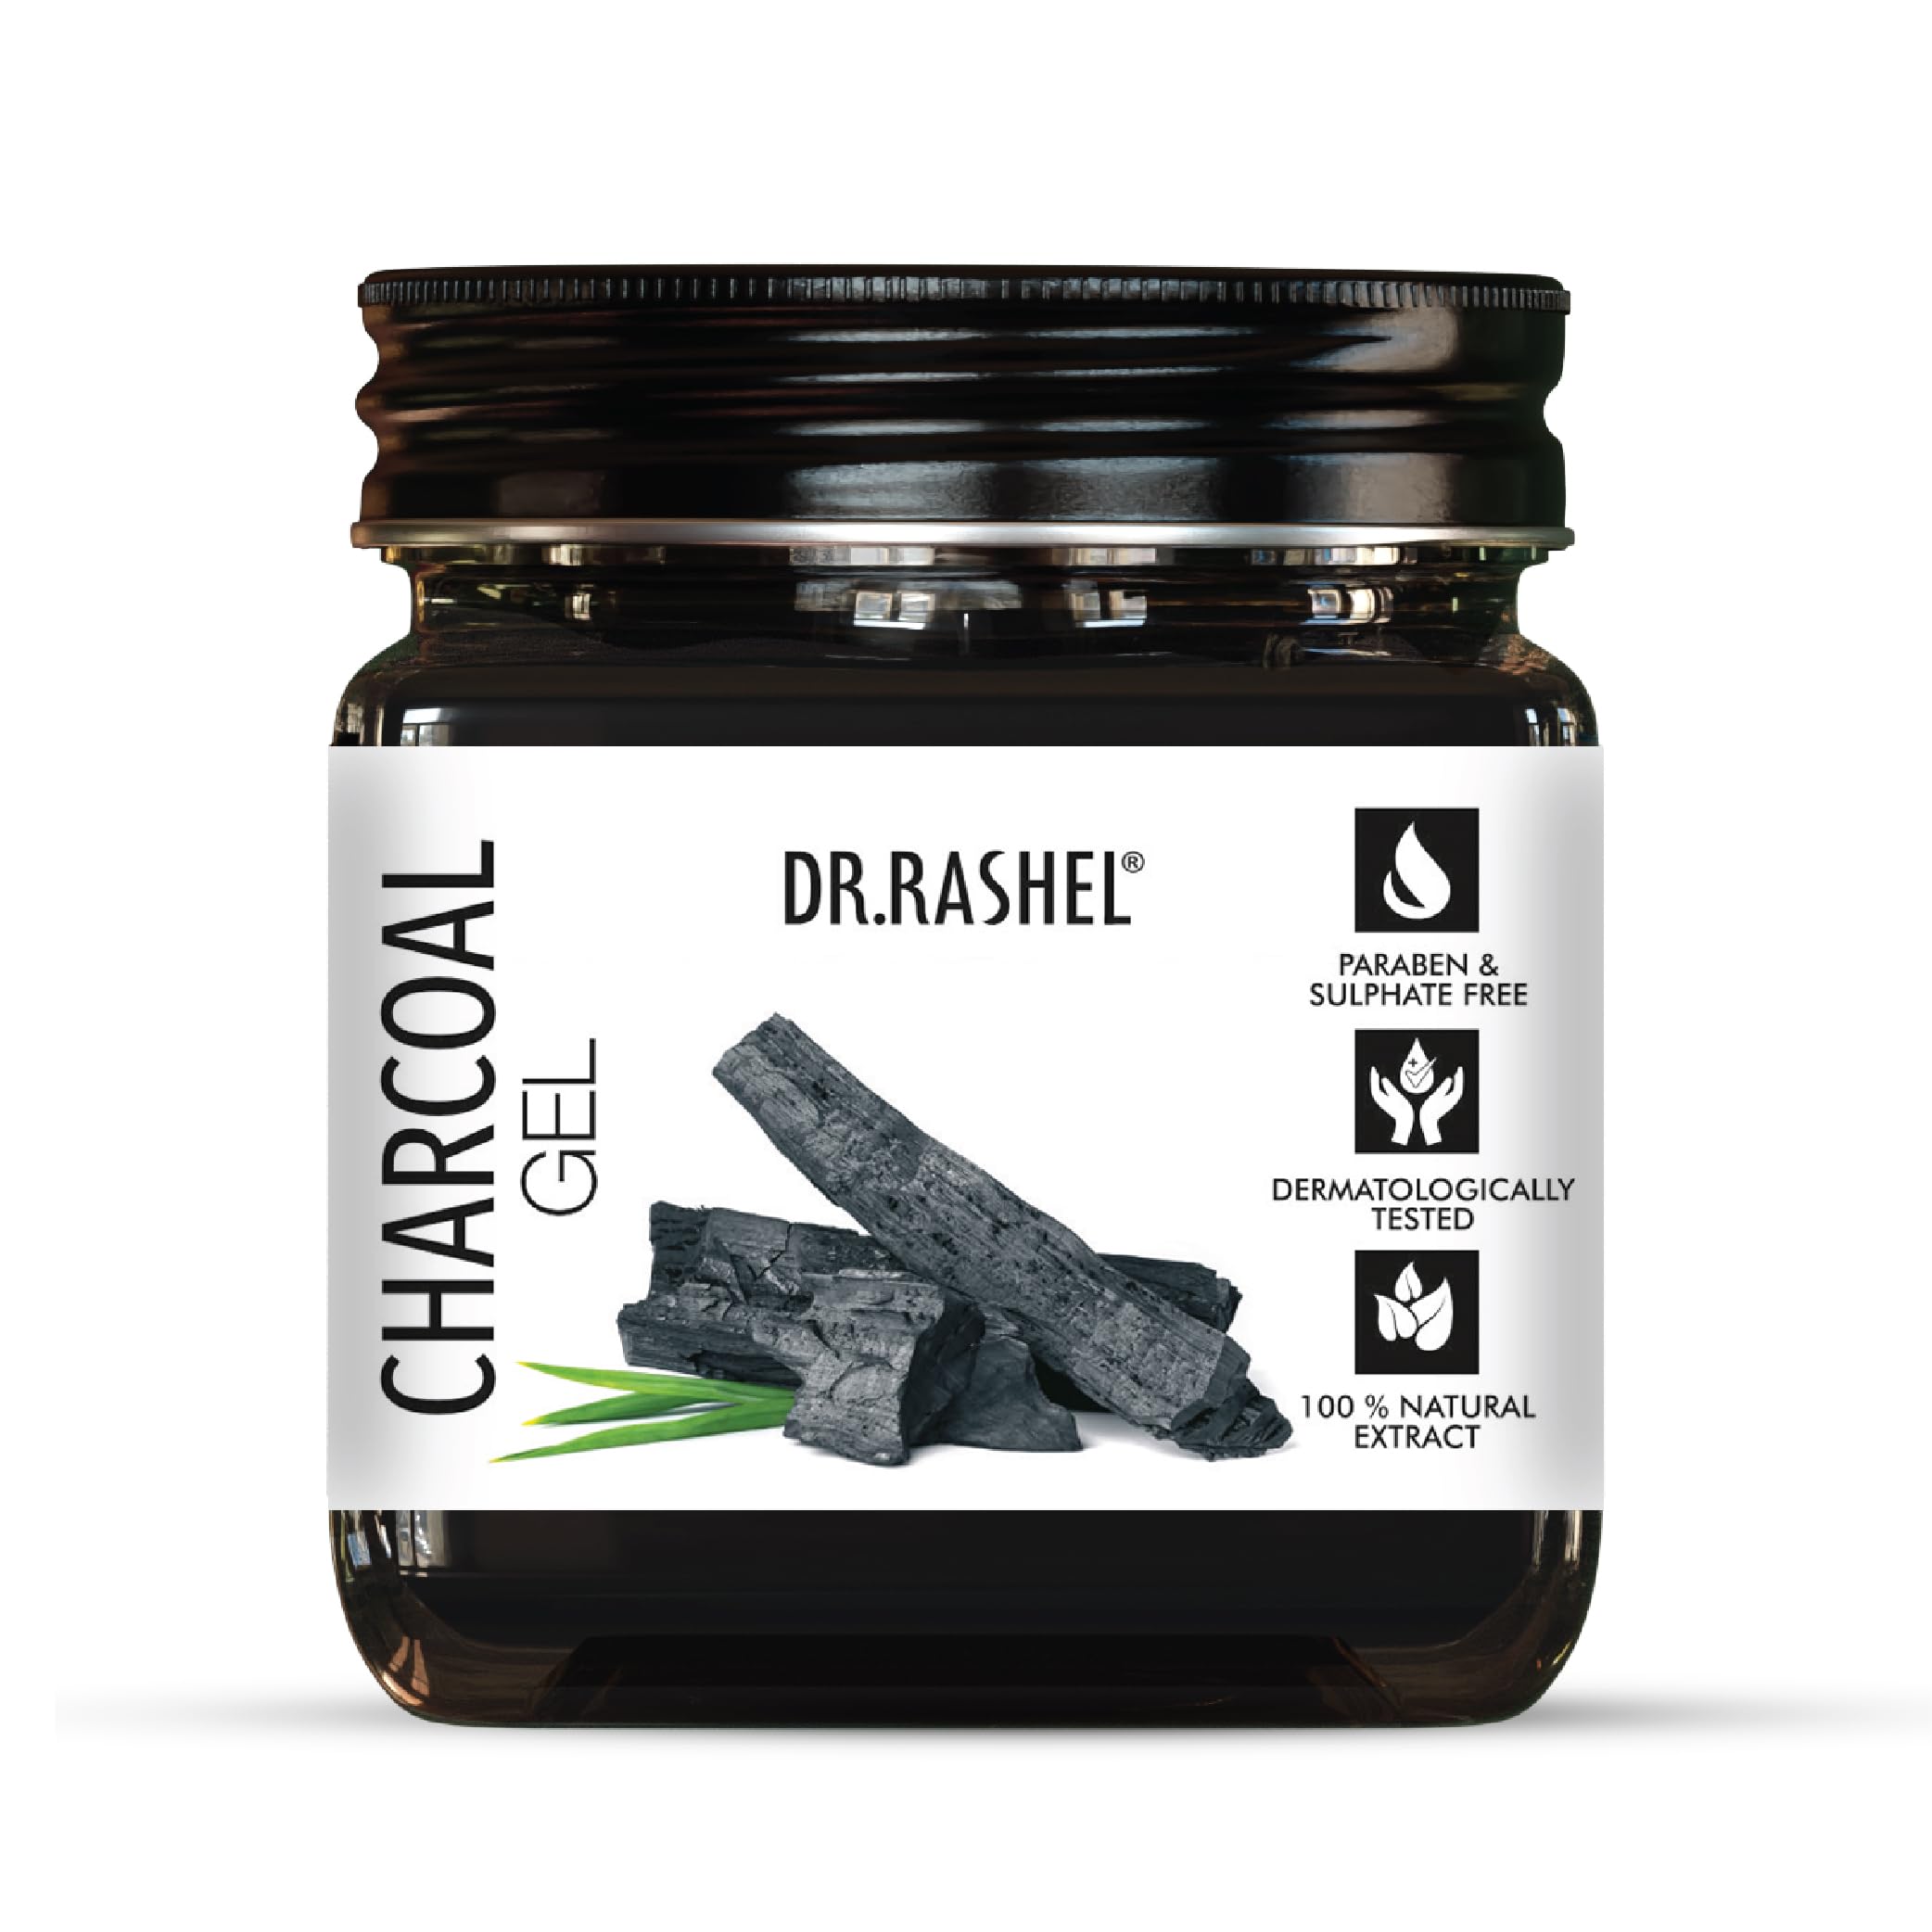 CHARCOAL
GEL
DR.RASHEL®
PARABEN &
SULPHATE FREE
DERMATOLOGICALLY
TESTED
100 % NATURAL
EXTRACT